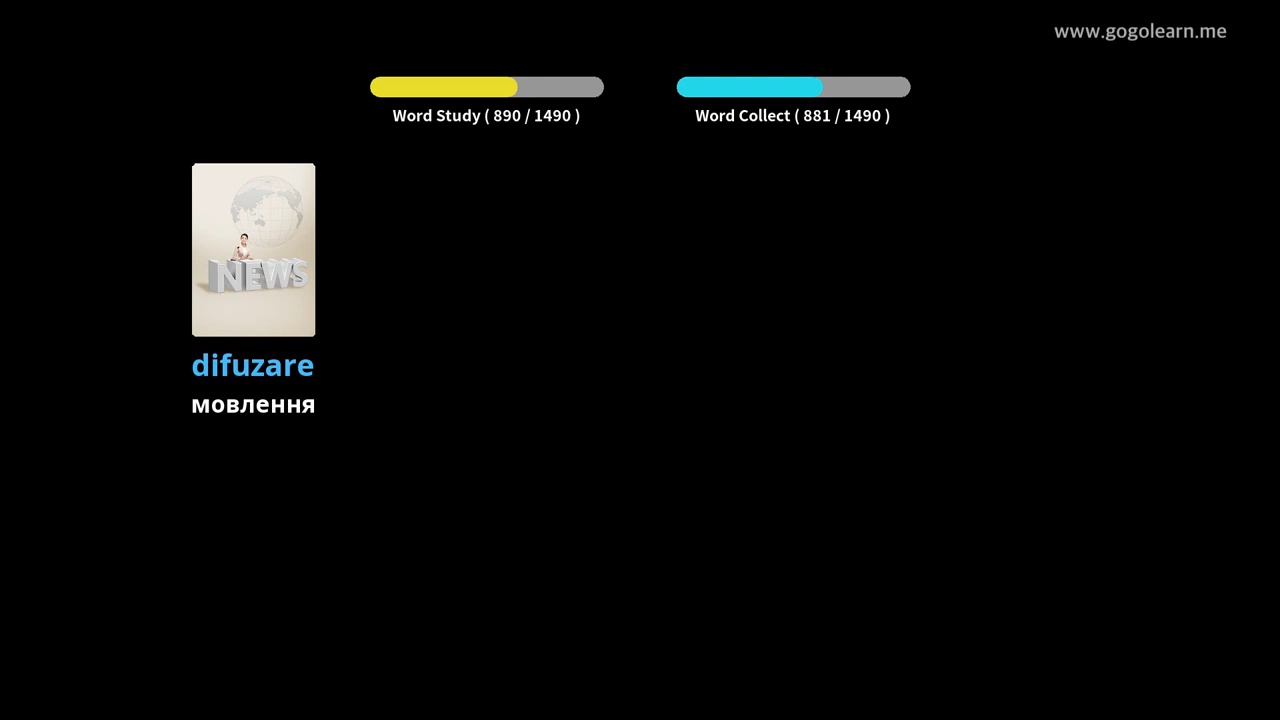 www.gogolearn.me
Word Study ( 890 / 1490 )
Word Collect ( 881 / 1490 )
NEWS
difuzare
мовлення